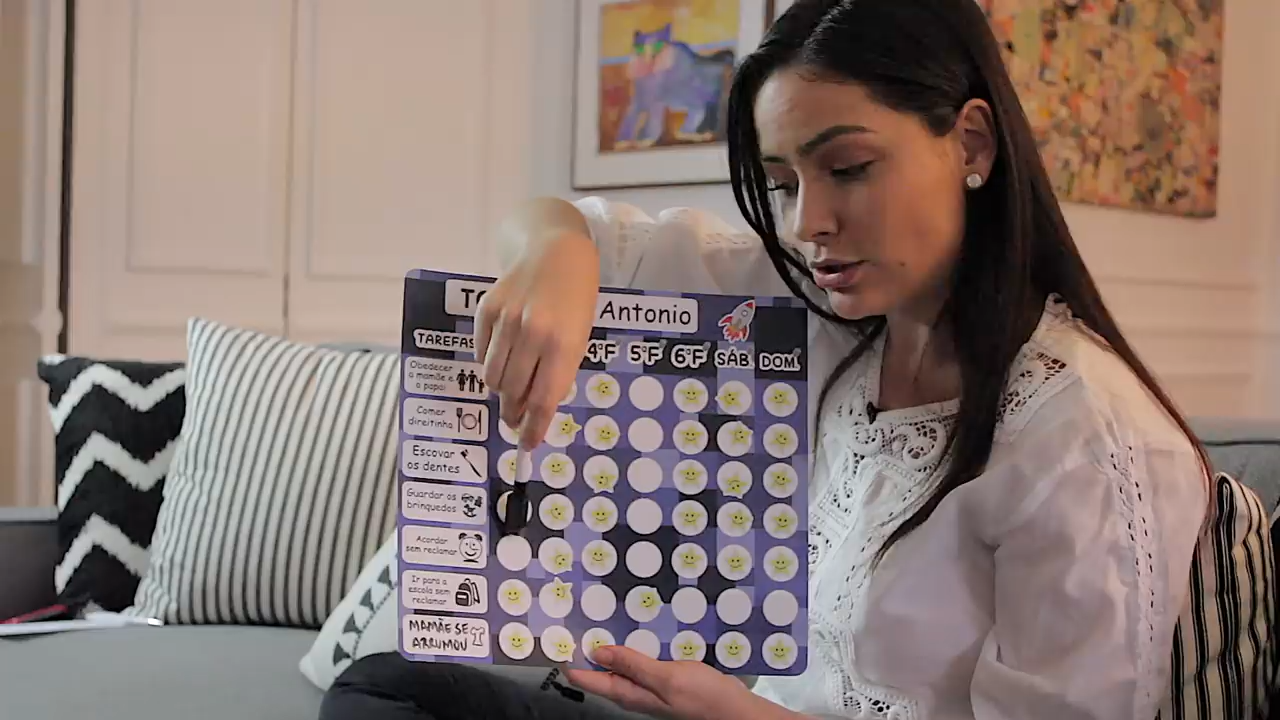 Antonio
TAREFAS 4ªF 5ªF 6ªF SÁB. DOM.
Obedecer
a mamãe e
o papai
Comer
direitinho
Escovar
os dentes
Guardar os
brinquedos
Acordar
sem reclamar
Ir para a
escola sem
reclamar
MAMÃE SE
ARRUMOU